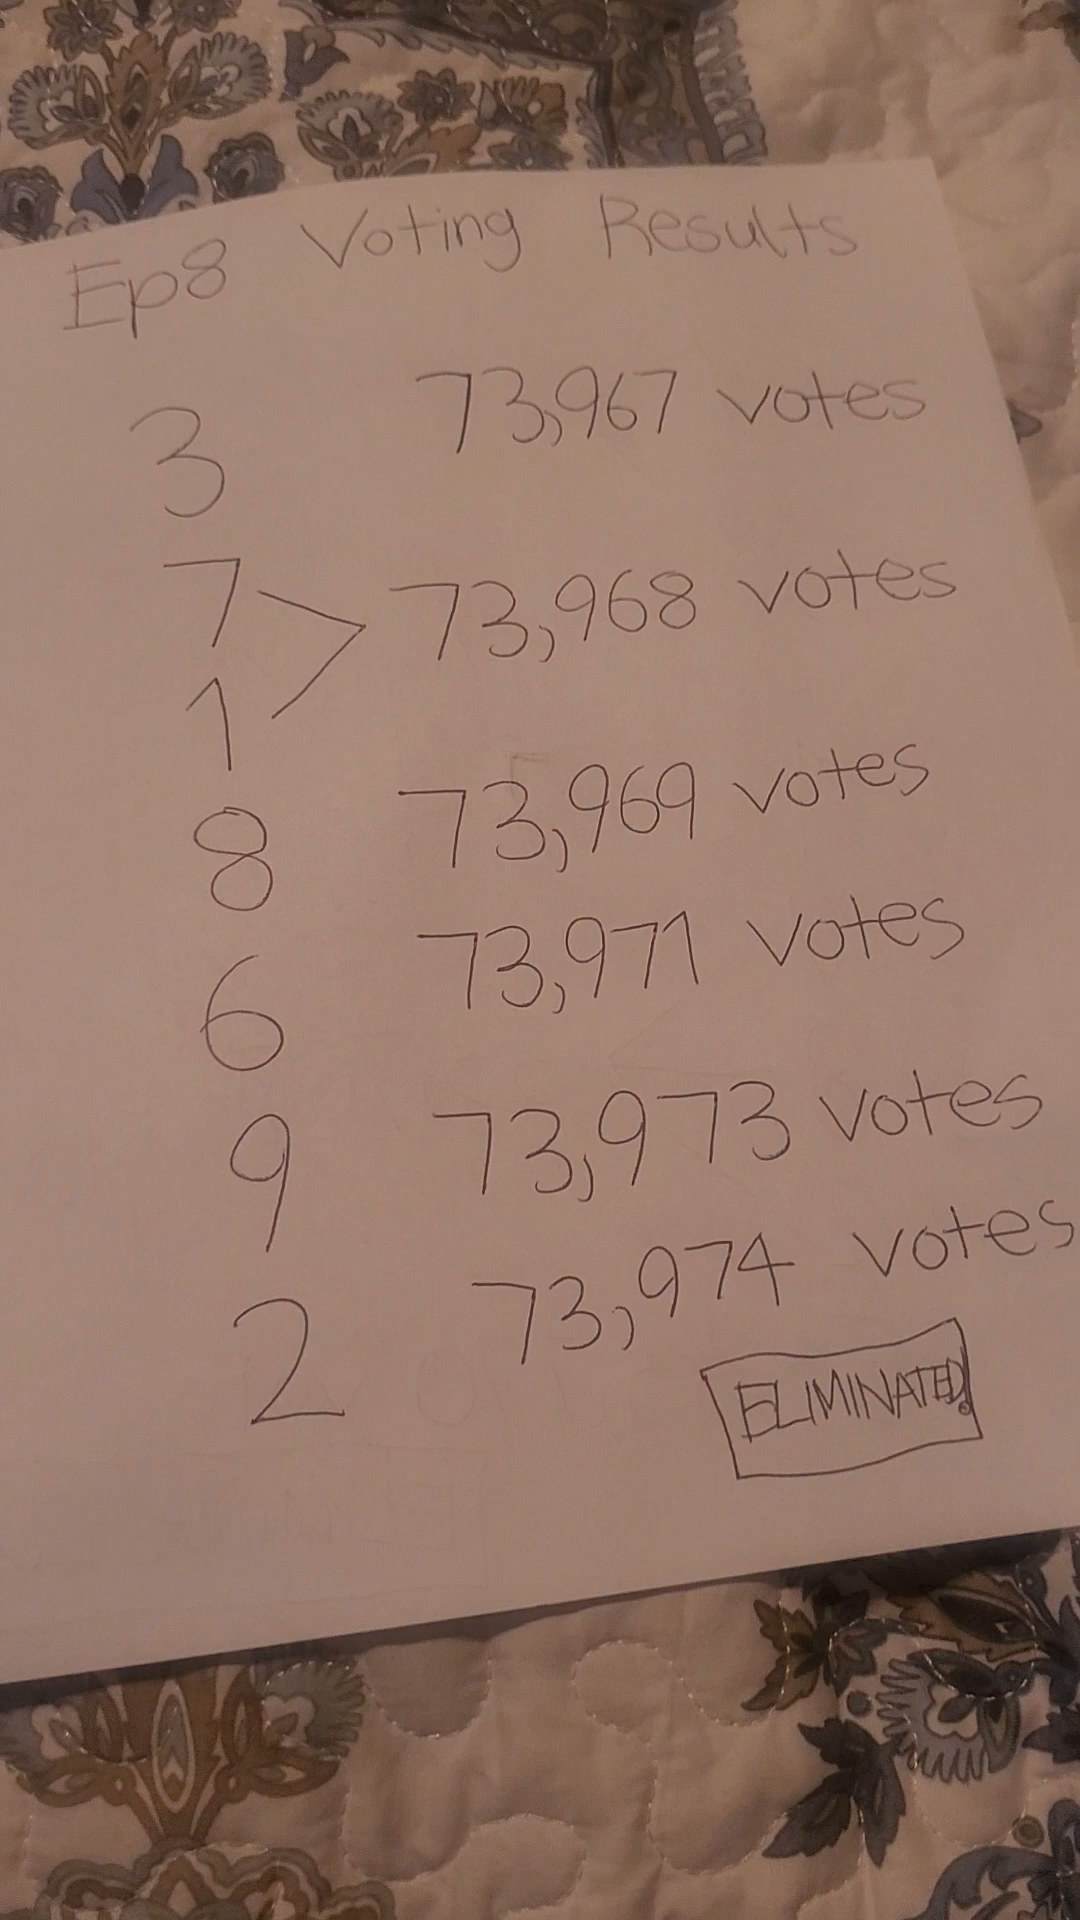 Ep8 Voting Results
3 73,967 votes
7
> 73,968 votes
1
8 73,969 votes
6 73,971 votes
9 73,973 votes
2 73,974 votes
ELIMINATED!